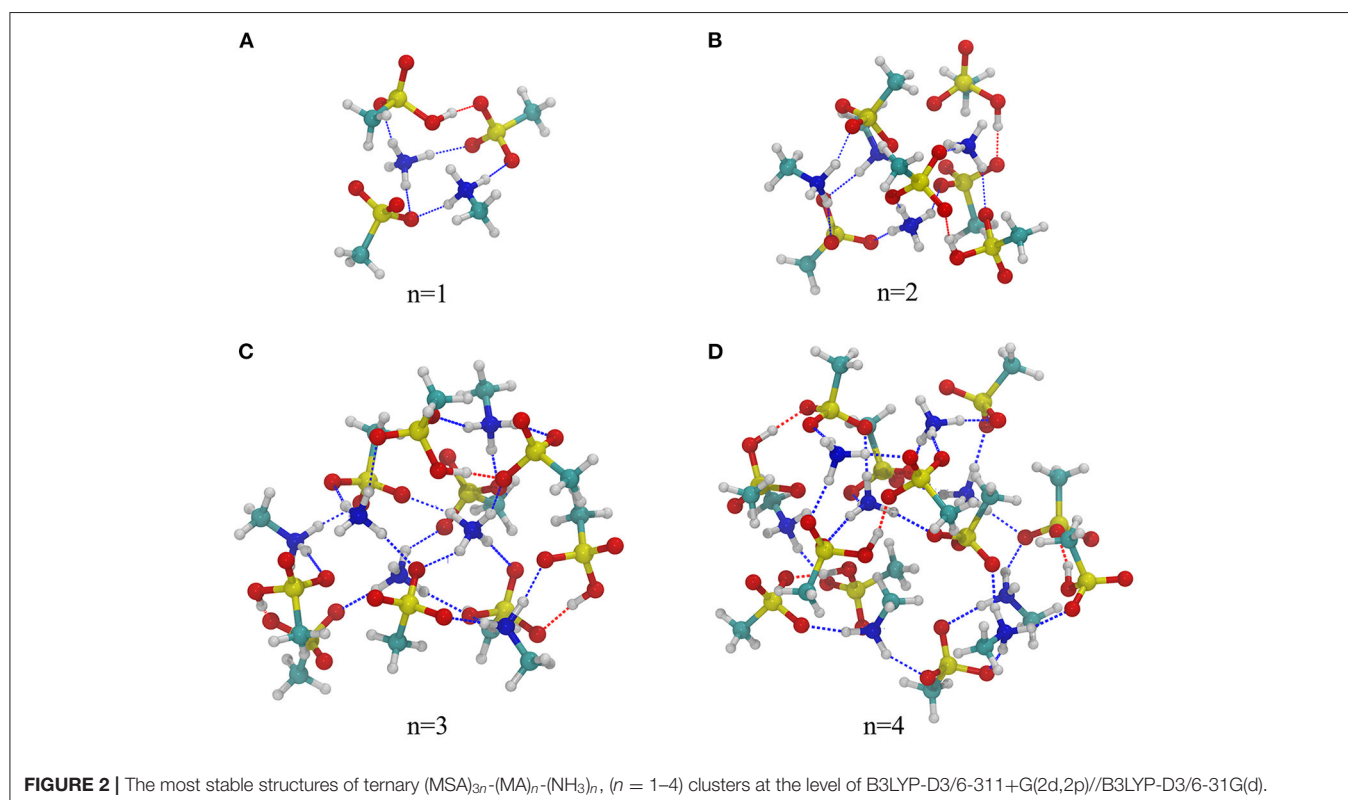 A
B
n=1
n=2
C
D
n=3
n=4
FIGURE 2 | The most stable structures of ternary (MSA)3n-(MA)n-(NH3)n, (n = 1–4) clusters at the level of B3LYP-D3/6-311+G(2d,2p)//B3LYP-D3/6-31G(d).